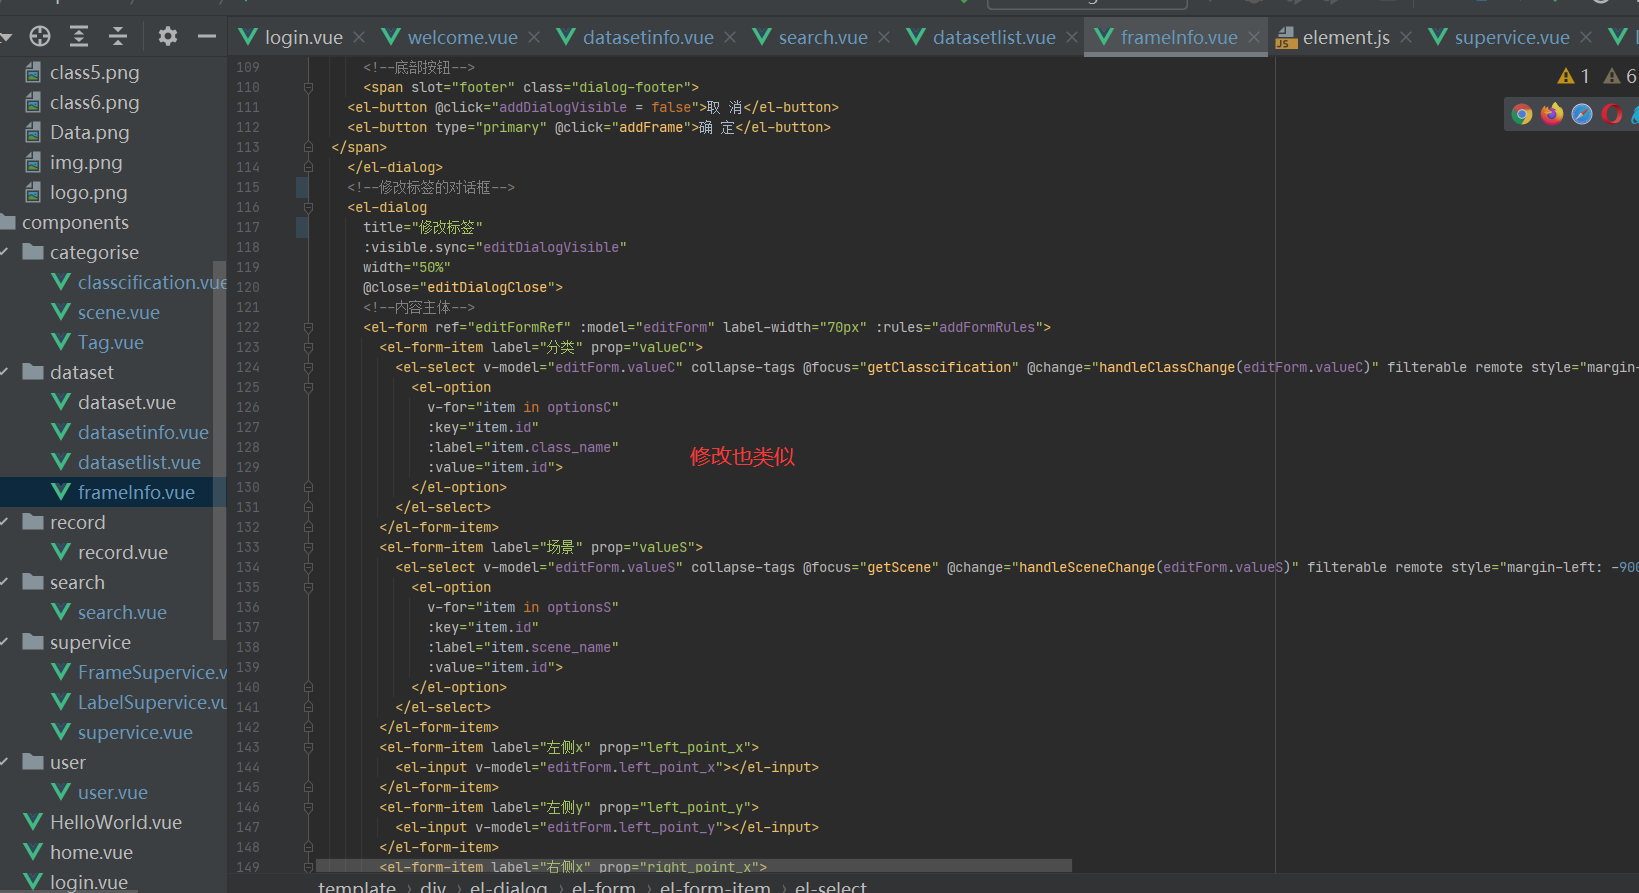 login.vue
welcome.vue
datasetinfo.vue
search.vue
datasetlist.vue
frameInfo.vue
element.js
supervice.vue
class5.png
class6.png
Data.png
img.png
logo.png
components
categorise
classcification.vue
scene.vue
Tag.vue
dataset
dataset.vue
datasetinfo.vue
datasetlist.vue
frameInfo.vue
record
record.vue
search
search.vue
supervice
FrameSupervice.v
LabelSupervice.vu
supervice.vue
user
user.vue
HelloWorld.vue
home.vue
login.vue
1 6
109 <!--底部按钮-->
110 <span slot="footer" class="dialog-footer">
111 <el-button @click="addDialogVisible = false">取 消</el-button>
112 <el-button type="primary" @click="addFrame">确 定</el-button>
113 </span>
114 </el-dialog>
115 <!--修改标签的对话框-->
116 <el-dialog
117 title="修改标签"
118 :visible.sync="editDialogVisible"
119 width="50%"
120 @close="editDialogClose">
121 <!--内容主体-->
122 <el-form ref="editFormRef" :model="editForm" label-width="70px" :rules="addFormRules">
123 <el-form-item label="分类" prop="valueC">
124 <el-select v-model="editForm.valueC" collapse-tags @focus="getClasscification" @change="handleClassChange(editForm.valueC)" filterable remote style="margin-
125 <el-option
126 v-for="item in optionsC"
127 :key="item.id"
128 :label="item.class_name"
129 :value="item.id">
130 </el-option>
131 </el-select>
132 </el-form-item>
133 <el-form-item label="场景" prop="valueS">
134 <el-select v-model="editForm.valueS" collapse-tags @focus="getScene" @change="handleSceneChange(editForm.valueS)" filterable remote style="margin-left: -900
135 <el-option
136 v-for="item in optionsS"
137 :key="item.id"
138 :label="item.scene_name"
139 :value="item.id">
140 </el-option>
141 </el-select>
142 </el-form-item>
143 <el-form-item label="左侧x" prop="left_point_x">
144 <el-input v-model="editForm.left_point_x"></el-input>
145 </el-form-item>
146 <el-form-item label="左侧y" prop="left_point_y">
147 <el-input v-model="editForm.left_point_y"></el-input>
148 </el-form-item>
149 <el-form-item label="右侧x" prop="right_point_x">
修改也类似
template › div › el-dialog › el-form › el-form-item › el-select